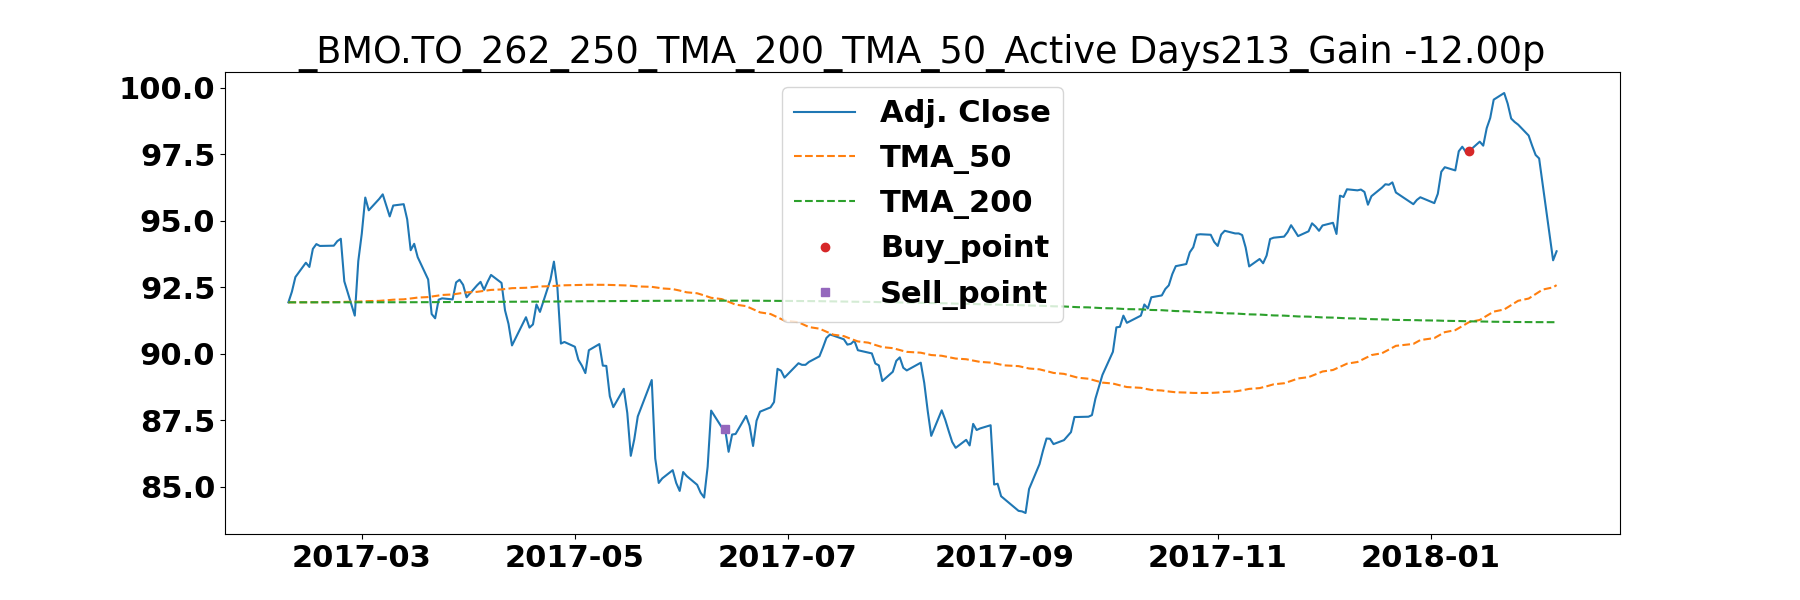 _BMO.TO_262_250_TMA_200_TMA_50_Active Days213_Gain -12.00p
100.0
97.5
95.0
92.5
90.0
87.5
85.0
Adj. Close
TMA_50
TMA_200
Buy_point
Sell_point
2017-03 2017-05 2017-07 2017-09 2017-11 2018-01